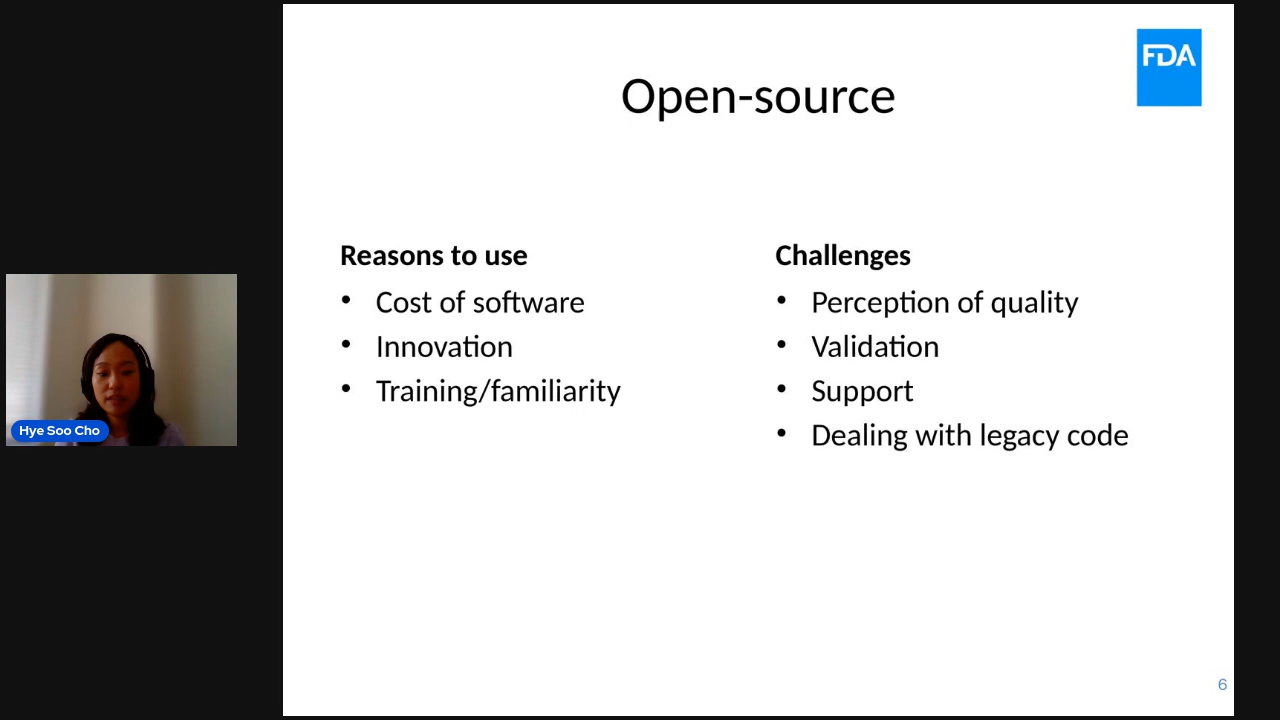 FDA
Open-source
Reasons to use
• Cost of software
• Innovation
• Training/familiarity
Challenges
• Perception of quality
• Validation
• Support
• Dealing with legacy code
Hye Soo Cho
6